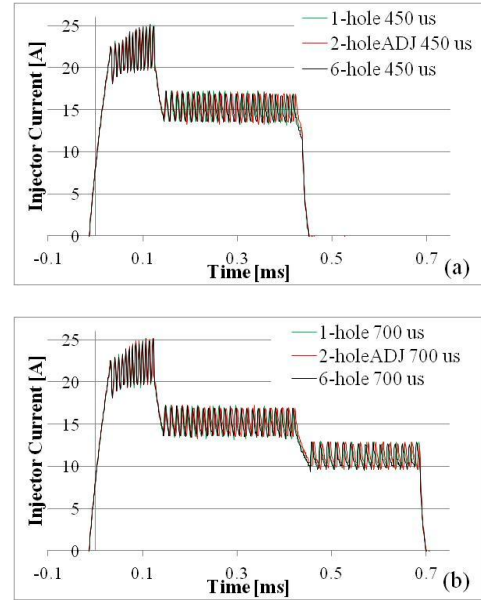 1-hole 450 us
2-holeADJ 450 us
6-hole 450 us
Injector Current [A]
25
20
15
10
5
0
-0.1
0.1
0.3
0.5
0.7
Time [ms]
(a)
1-hole 700 us
2-holeADJ 700 us
6-hole 700 us
Injector Current [A]
25
20
15
10
5
0
-0.1
0.1
0.3
0.5
0.7
Time [ms]
(b)